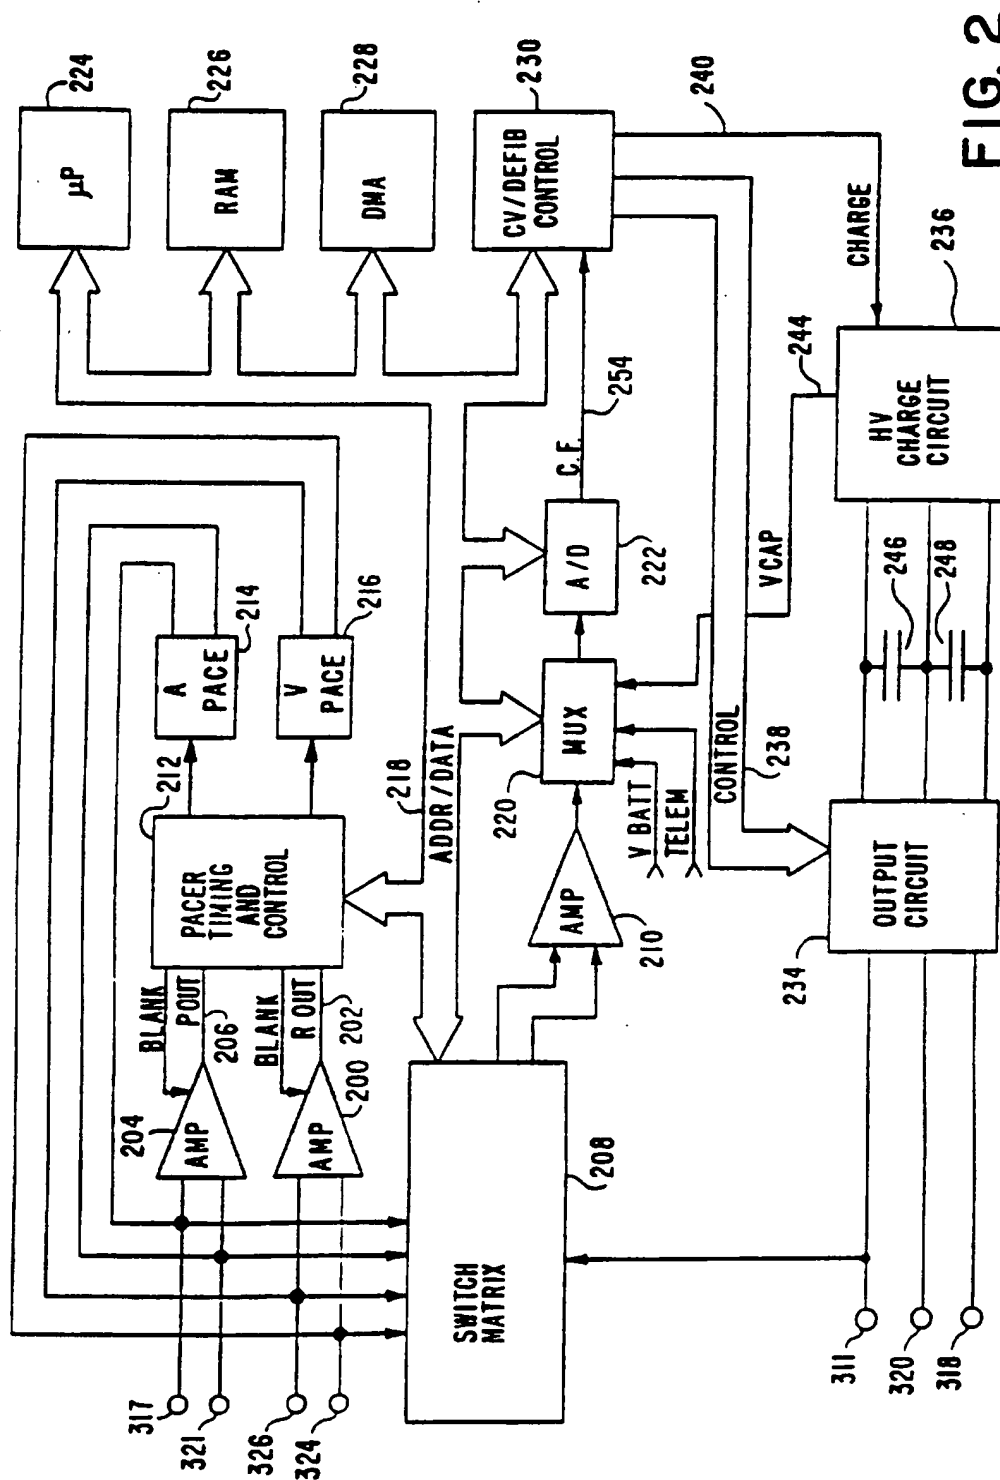 317
321
326
324
204
AMP
BLANK
POUT
206
AMP
200
BLANK
R OUT
202
212
PACER
TIMING
AND
CONTROL
A
PACE
214
V
PACE
216
μP
224
RAM
226
DMA
228
CV/DEFIB
CONTROL
230
218
ADDR/DATA
SWITCH
MATRIX
208
AMP
210
220
MUX
A/D
222
C.F.
254
V BATT
TELEM
CONTROL
238
VCAP
244
240
CHARGE
311
320
318
234
OUTPUT
CIRCUIT
246
248
HV
CHARGE
CIRCUIT
236
FIG. 2